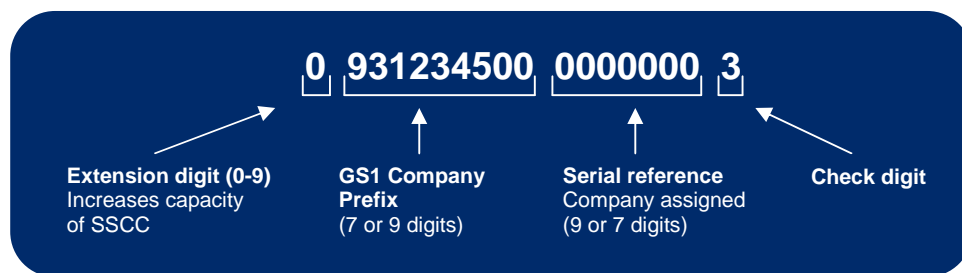 0 931234500 0000000 3
Extension digit (0-9)
Increases capacity
of SSCC
GS1 Company
Prefix
(7 or 9 digits)
Serial reference
Company assigned
(9 or 7 digits)
Check digit